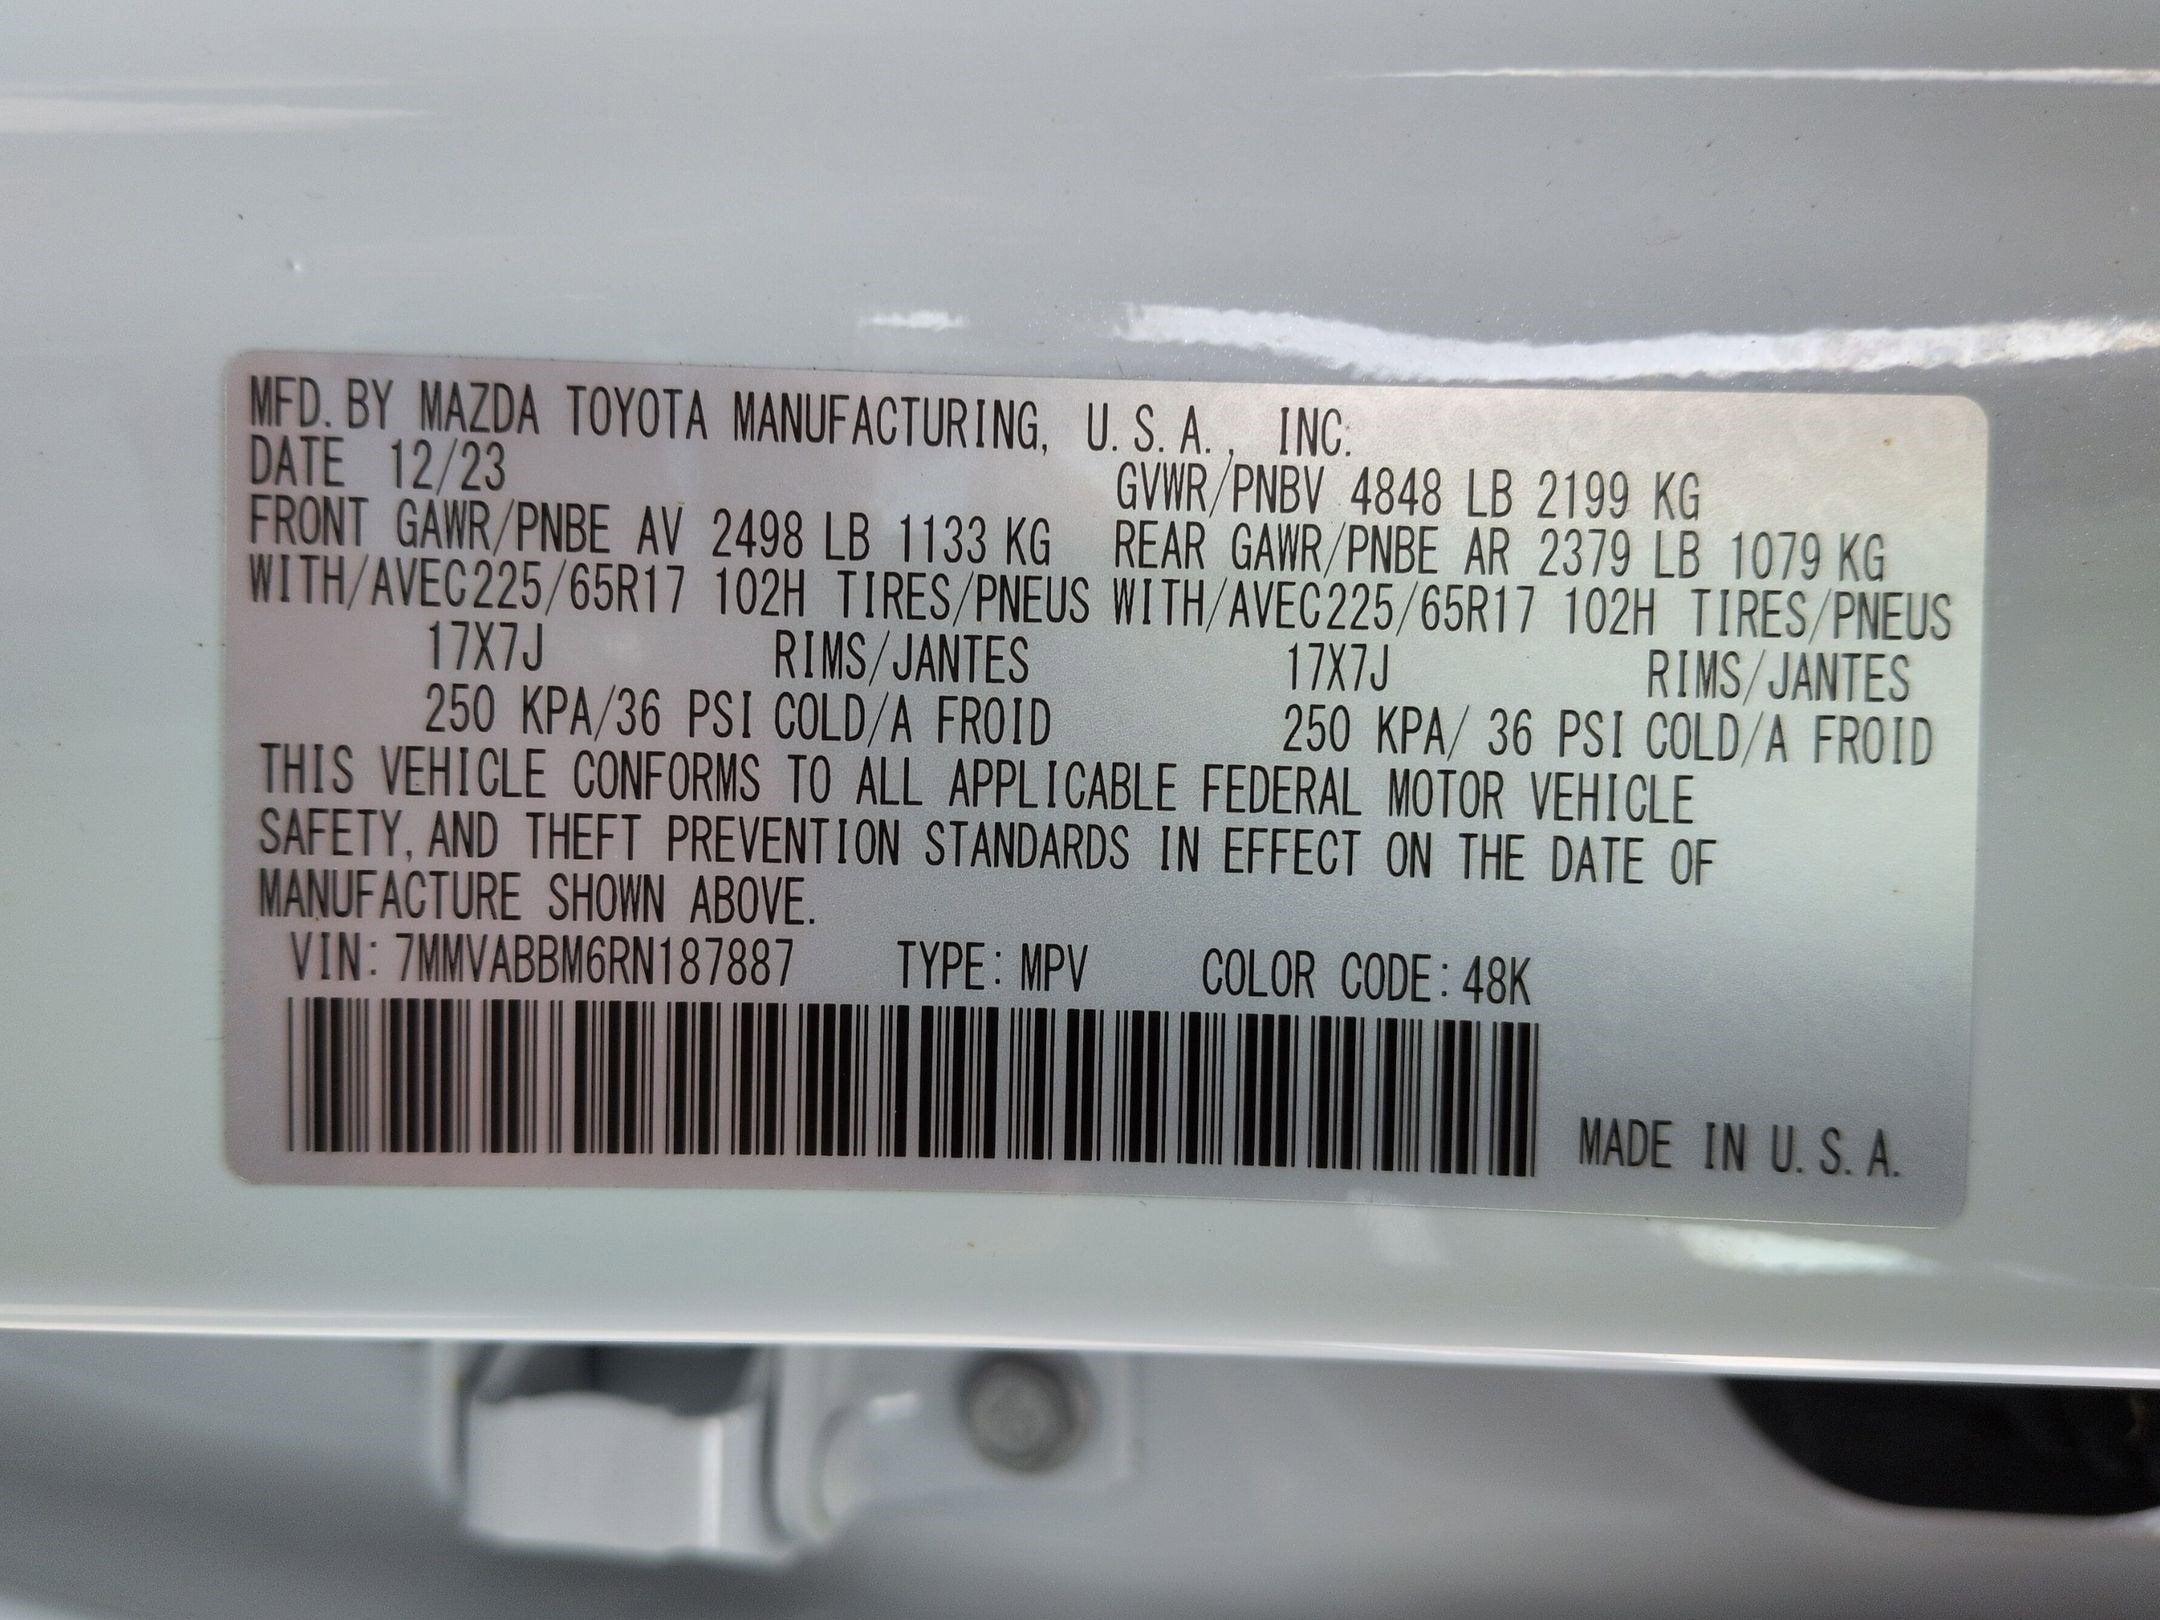 MFD. BY MAZDA TOYOTA MANUFACTURING, U.S.A., INC.
DATE 12/23 GVWR/PNBV 4848 LB 2199 KG
FRONT GAWR/PNBE AV 2498 LB 1133 KG REAR GAWR/PNBE AR 2379 LB 1079 KG
WITH/AVEC225/65R17 102H TIRES/PNEUS WITH/AVEC225/65R17 102H TIRES/PNEUS
17X7J RIMS/JANTES 17X7J RIMS/JANTES
250 KPA/36 PSI COLD/A FROID 250 KPA/ 36 PSI COLD/A FROID
THIS VEHICLE CONFORMS TO ALL APPLICABLE FEDERAL MOTOR VEHICLE
SAFETY, AND THEFT PREVENTION STANDARDS IN EFFECT ON THE DATE OF
MANUFACTURE SHOWN ABOVE.
VIN: 7MMVABBM6RN187887 TYPE: MPV COLOR CODE: 48K
MADE IN U.S.A.